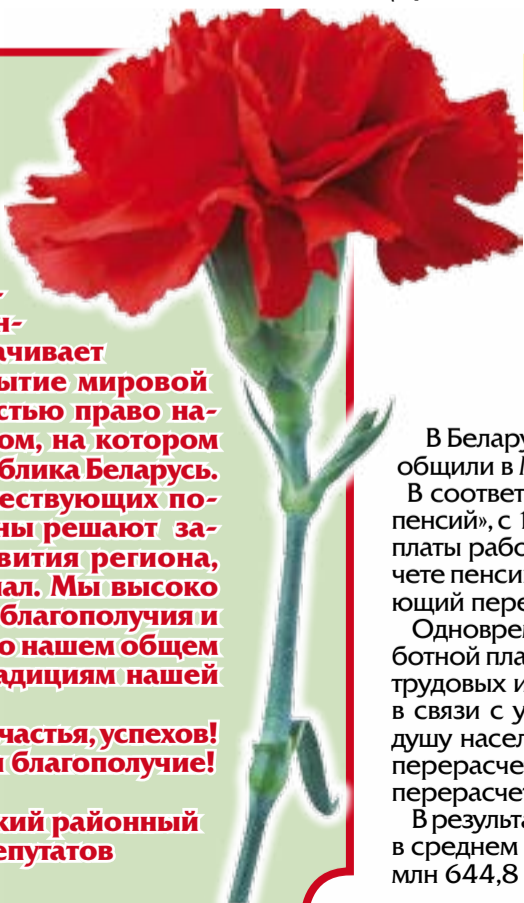 ачивает
ытие мировой
стью право на-
ом, на котором
блика Беларусь.
ествующих по-
ны решают за-
вития региона,
ал. Мы высоко
благополучия и
о нашем общем
адициям нашей
частья, успехов!
и благополучие!
кий районный
епутатов
В Белару
общили в М
В соответ
пенсий», с 1
платы рабо
чете пенси
ющий пере
Одноврем
ботной пла
трудовых и
в связи с у
душу насел
перерасче
перерасчет
В результа
в среднем
млн 644,8